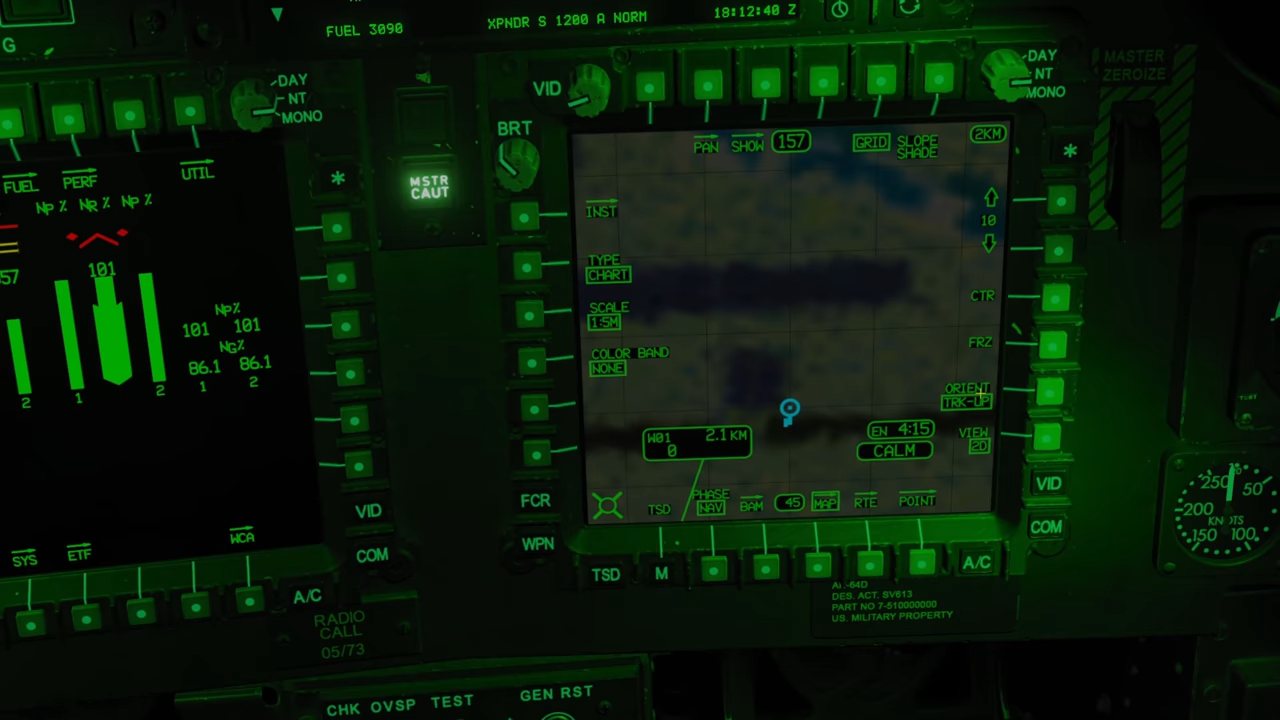 G
FUEL 3090
XPNDR S 1200 A NORM
18:12:40 Z
DAY
NT
MONO
FUEL
PERF
UTIL
*
NP % NR % NP %
57
101
NP%
101 101
NG%
86.1 86.1
1 2
2 1 2
VID
COM
SYS
ETF
WCA
A/C
RADIO
CALL
05/73
MSTR
CAUT
VID
BRT
DAY
NT
MONO
MASTER
ZEROIZE
*
PAN
SHOW
157
GRID
SLOPE
SHADE
2KM
INST
10
TYPE
CHART
CTR
SCALE
1:5M
FRZ
COLOR BAND
NONE
ORIENT
TRK-UP
W01 2.1 KM
0
EN 4:15
CALM
VIEW
2D
TSD
PHASE
NAV
BAM
45
MAP
RTE
POINT
FCR
WPN
VID
COM
TSD
M
A/C
DES. ACT. SV613
PART NO 7-510000000
US. MILITARY PROPERTY
250
50
200
KNOTS
150
100
CHK OVSP TEST
GEN RST